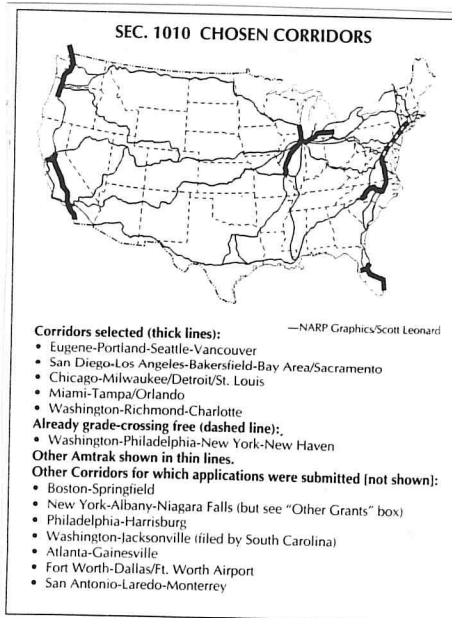 SEC. 1010 CHOSEN CORRIDORS
—NARP Graphics/Scott Leonard
Corridors selected (thick lines):
• Eugene-Portland-Seattle-Vancouver
• San Diego-Los Angeles-Bakersfield-Bay Area/Sacramento
• Chicago-Milwaukee/Detroit/St. Louis
• Miami-Tampa/Orlando
• Washington-Richmond-Charlotte
Already grade-crossing free (dashed line):
• Washington-Philadelphia-New York-New Haven
Other Amtrak shown in thin lines.
Other Corridors for which applications were submitted [not shown]:
• Boston-Springfield
• New York-Albany-Niagara Falls (but see "Other Grants" box)
• Philadelphia-Harrisburg
• Washington-Jacksonville (filed by South Carolina)
• Atlanta-Gainesville
• Fort Worth-Dallas/Ft. Worth Airport
• San Antonio-Laredo-Monterrey